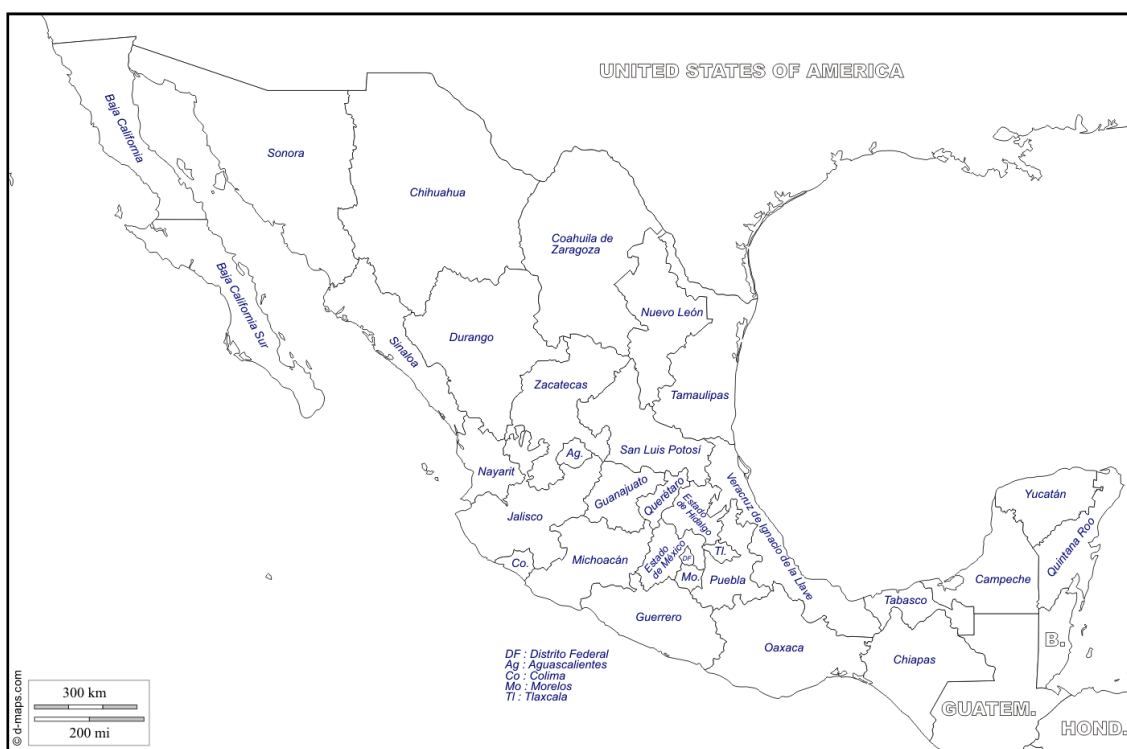 UNITED STATES OF AMERICA
Baja California
Sonora
Chihuahua
Coahuila de
Zaragoza
Baja California Sur
Nuevo León
Durango
Sinaloa
Zacatecas
Tamaulipas
San Luis Potosí
Ag.
Nayarit
Guanajuato
Querétaro
Estado
de Hidalgo
Veracruz de Ignacio de la Llave
Yucatán
Quintana Roo
Jalisco
Michoacán
Co.
Estado
de México
DF
Tl.
Mo.
Puebla
Campeche
Tabasco
Guerrero
Oaxaca
Chiapas
B.
DF : Distrito Federal
Ag : Aguascalientes
Co : Colima
Mo : Morelos
Tl : Tlaxcala
GUATEM.
HOND.
300 km
200 mi
© d-maps.com